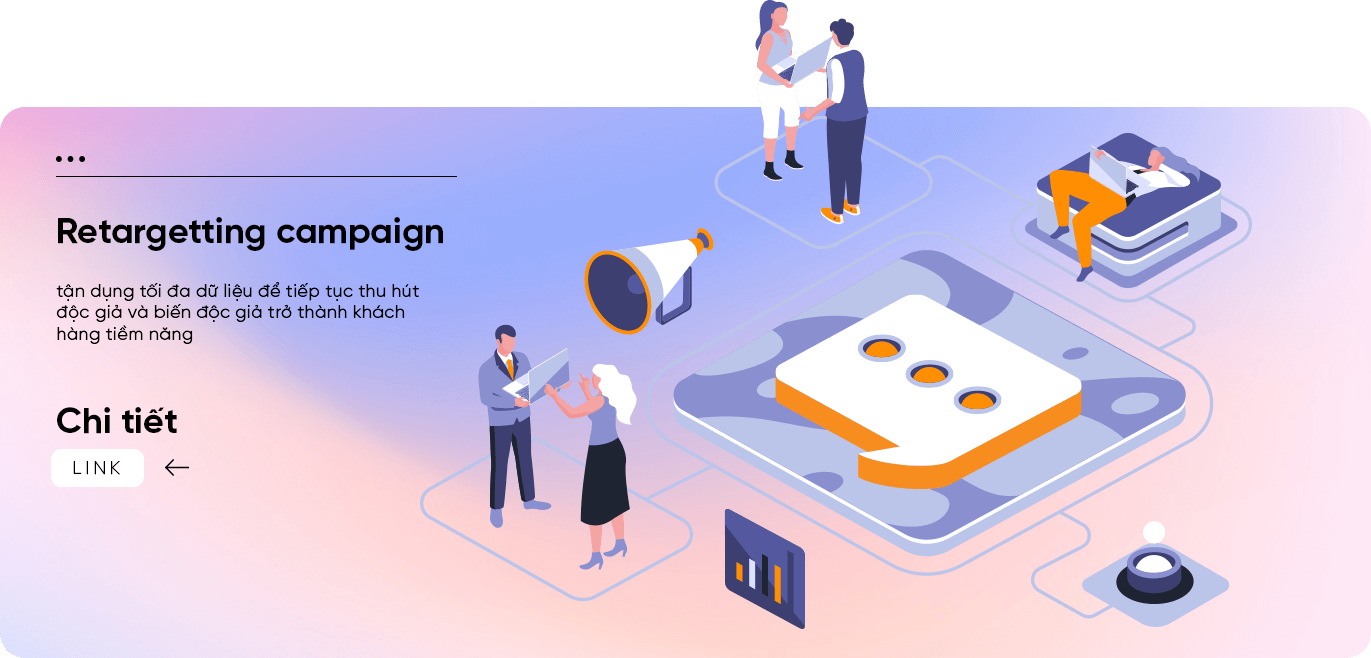 Retargetting campaign
tận dụng tối đa dữ liệu để tiếp tục thu hút
độc giả và biến độc giả trở thành khách
hàng tiềm năng
Chi tiết
LINK